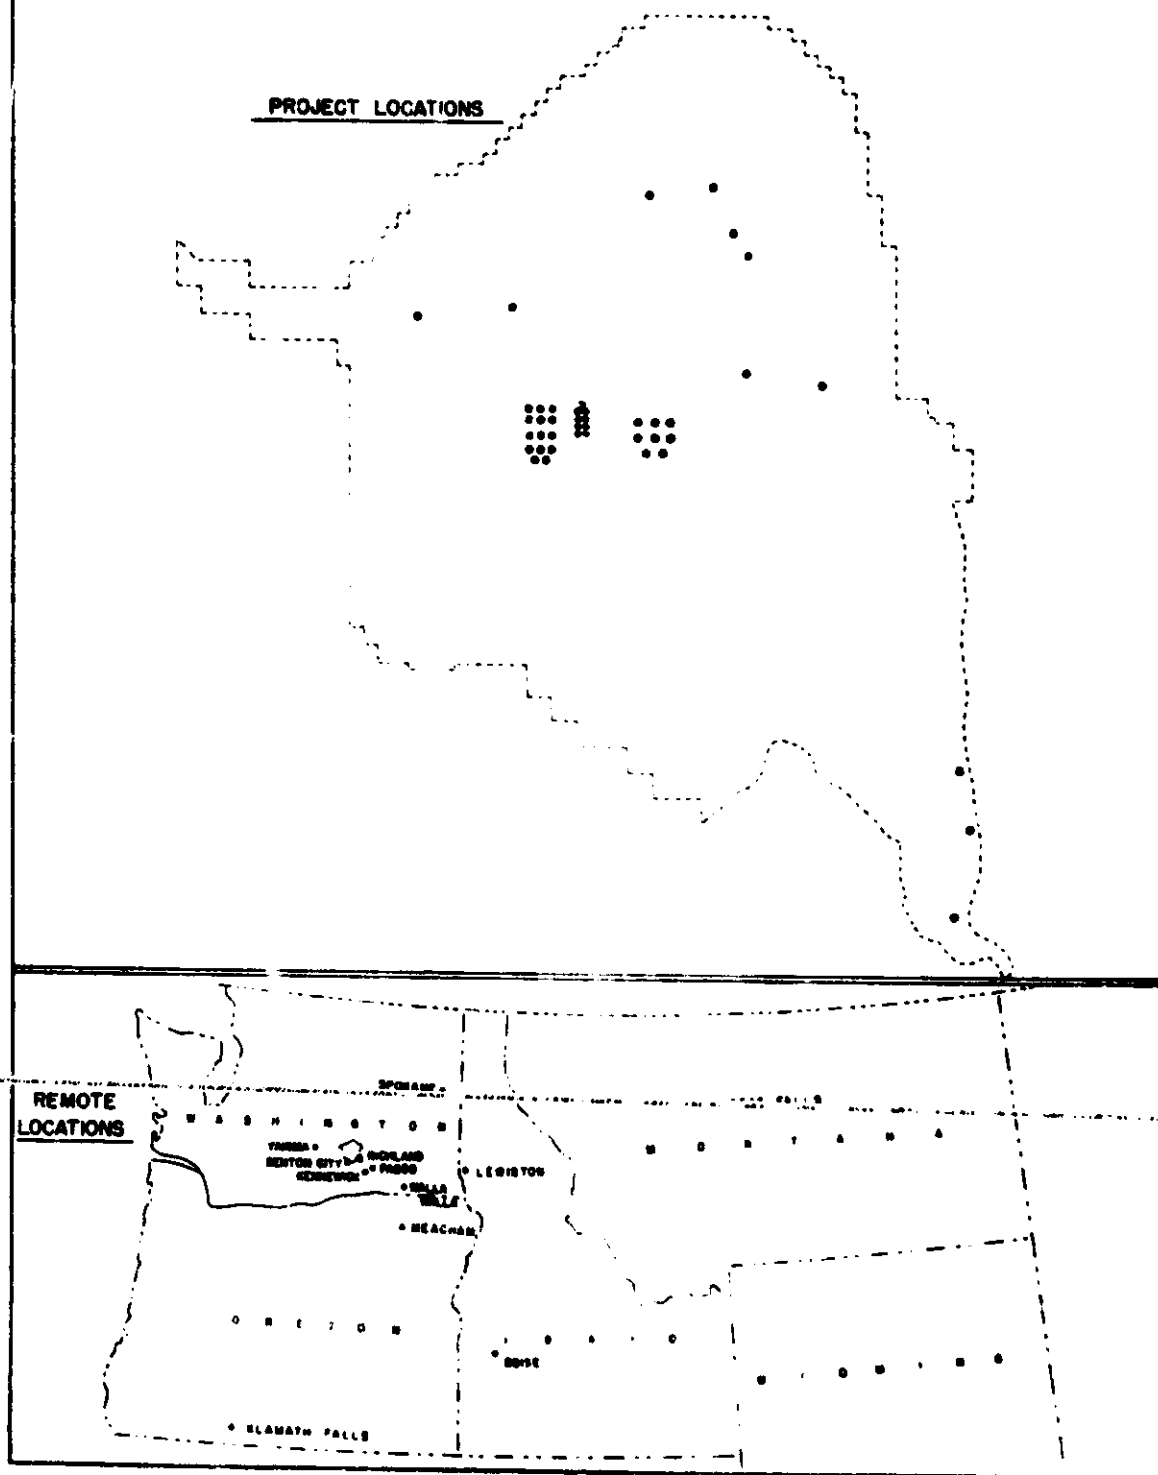 PROJECT LOCATIONS
SPOKANE
REMOTE
LOCATIONS
WASHINGTON
YAKIMA
RICHLAND
BENTON CITY
PASCO
KENNEWICK
LEWISTON
MONTANA
WALLA
WALLA
MEACHAM
OREGON
IDAHO
BOISE
WYOMING
KLAMATH FALLS